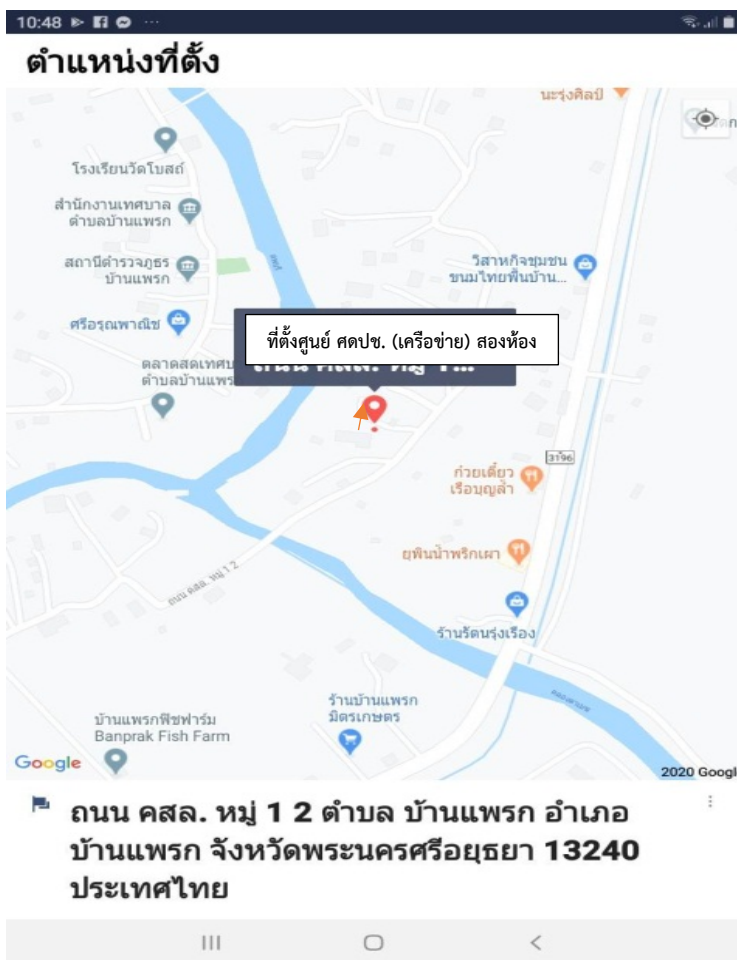 10:48
ตำแหน่งที่ตั้ง
นะรุ่งศิลป์
โรงเรียนวัดโบสถ์
สำนักงานเทศบาล
ตำบลบ้านแพรก
สถานีตำรวจภูธร
บ้านแพรก
วิสาหกิจชุมชน
ขนมไทยพื้นบ้าน...
ศรีอรุณพาณิช
ที่ตั้งศูนย์ ศดปช. (เครือข่าย) สองห้อง
ตลาดสดเทศบ
ตำบลบ้านแพร
3196
ก๋วยเตี๋ยว
เรือบุญล้ำ
ยุพินน้ำพริกเผา
ถนน คสล. หมู่ 1 2
ร้านรัตนรุ่งเรือง
ร้านบ้านแพรก
มิตรเกษตร
บ้านแพรกฟิชฟาร์ม
Banprak Fish Farm
Google
2020 Googl
ถนน คสล. หมู่ 1 2 ตำบล บ้านแพรก อำเภอ
บ้านแพรก จังหวัดพระนครศรีอยุธยา 13240
ประเทศไทย